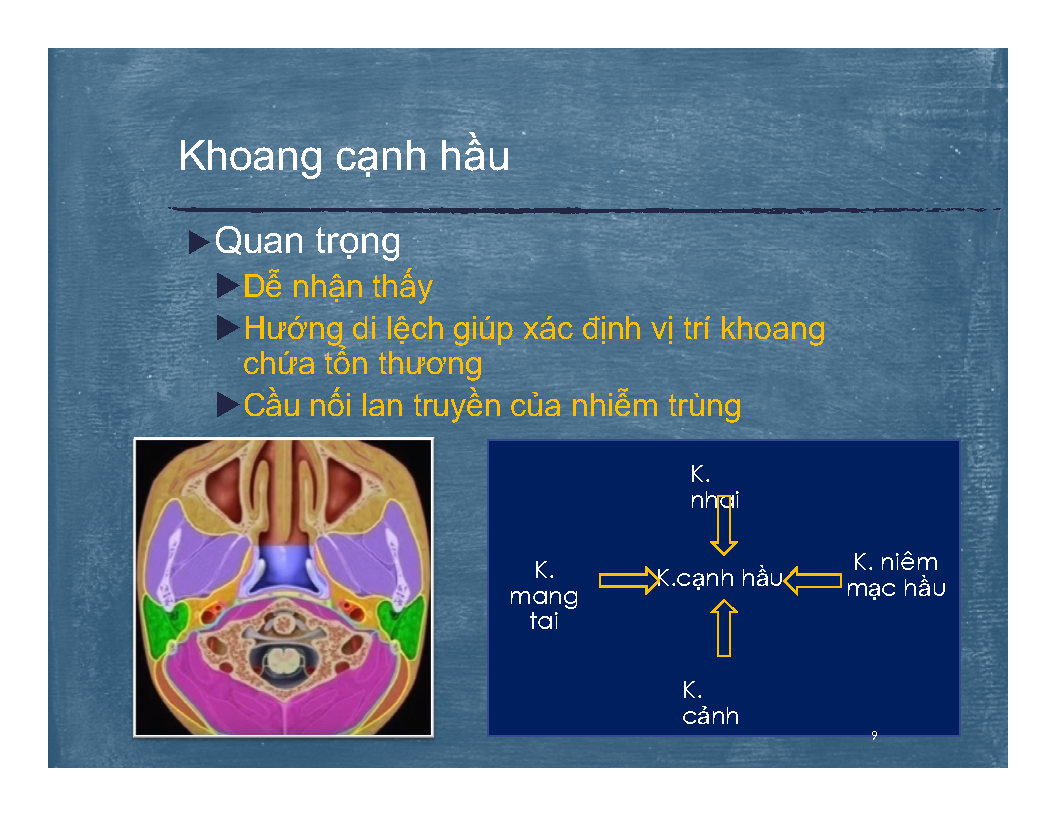 Khoang cạnh hầu
Quan trọng
Dễ nhận thấy
Hướng di lệch giúp xác định vị trí khoang
chứa tổn thương
Cầu nối lan truyền của nhiễm trùng
K.
nhai
K.
mang
tai
K.cạnh hầu
K. niêm
mạc hầu
K.
cảnh
9